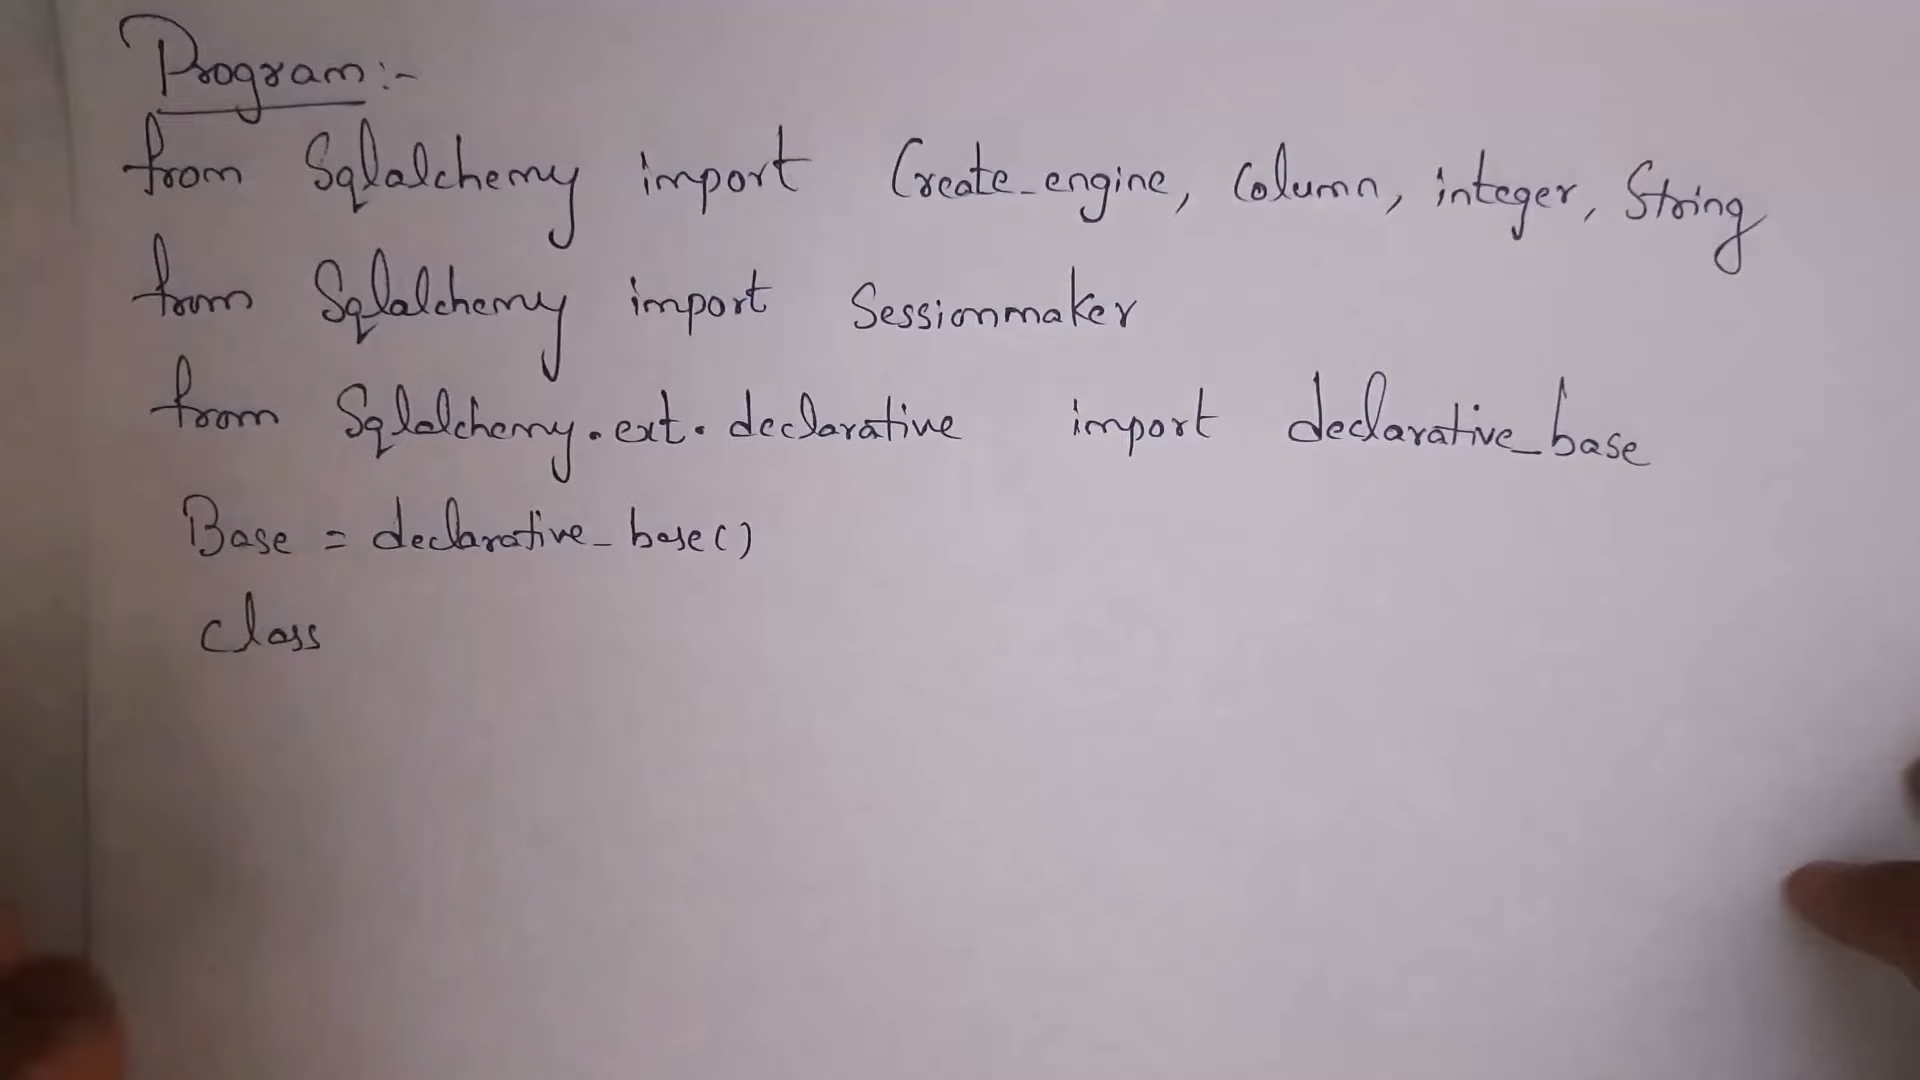 Program:-
from Sqlalchemy import Create_engine, Column, integer, String
from Sqlalchemy import Sessionmaker
from Sqlalchemy.ext.declarative import declarative_base
Base = declarative_base()
class